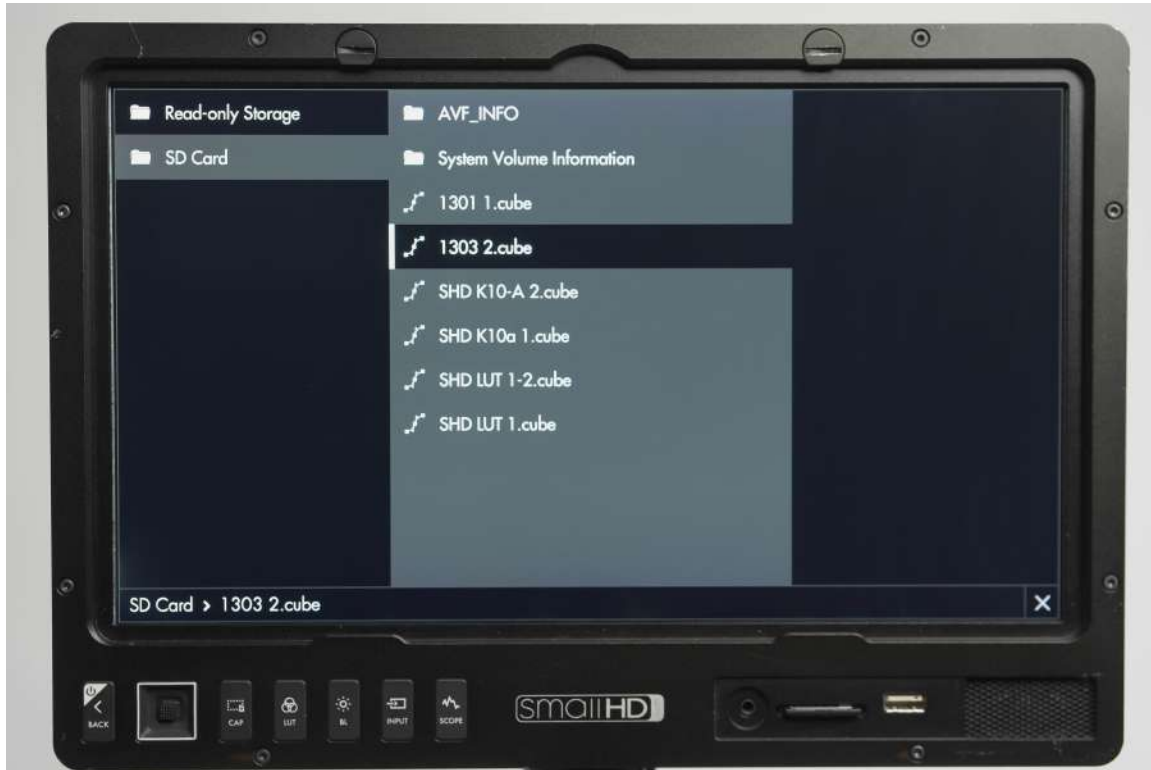 Read-only Storage
SD Card
AVF_INFO
System Volume Information
1301 1.cube
1303 2.cube
SHD K10-A 2.cube
SHD K10a 1.cube
SHD LUT 1-2.cube
SHD LUT 1.cube
SD Card > 1303 2.cube
BACK
CAP
LUT
BL
INPUT
SCOPE
smallHD